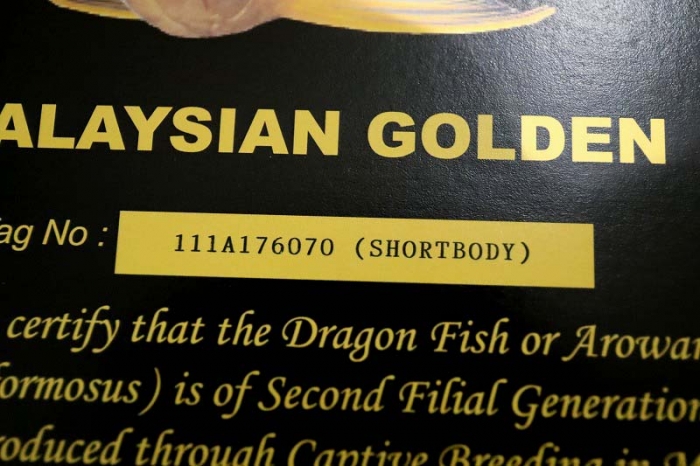 ALAYSIAN GOLDEN
ag No : 111A176070 (SHORTBODY)
certify that the Dragon Fish or Arowa
formosus) is of Second Filial Generation
roduced through Captive Breeding in M